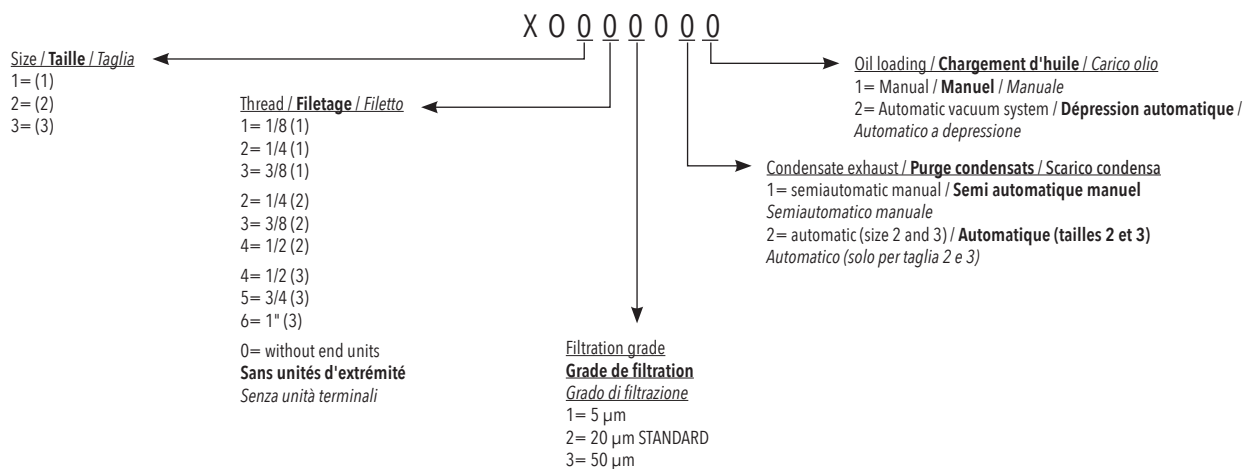 X O 0 0 0 0 0 0
Size / Taille / Taglia
1= (1)
2= (2)
3= (3)
Thread / Filetage / Filetto
1= 1/8 (1)
2= 1/4 (1)
3= 3/8 (1)
2= 1/4 (2)
3= 3/8 (2)
4= 1/2 (2)
4= 1/2 (3)
5= 3/4 (3)
6= 1" (3)
0= without end units
Sans unités d'extrémité
Senza unità terminali
Filtration grade
Grade de filtration
Grado di filtrazione
1= 5 µm
2= 20 µm STANDARD
3= 50 µm
Condensate exhaust / Purge condensats / Scarico condensa
1= semiautomatic manual / Semi automatique manuel
Semiautomatico manuale
2= automatic (size 2 and 3) / Automatique (tailles 2 et 3)
Automatico (solo per taglia 2 e 3)
Oil loading / Chargement d'huile / Carico olio
1= Manual / Manuel / Manuale
2= Automatic vacuum system / Dépression automatique /
Automatico a depressione